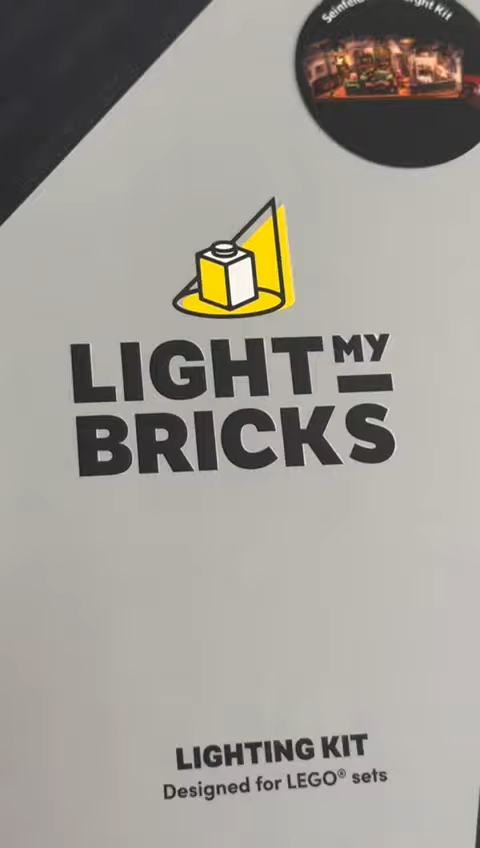 Seinfeld Light Kit
LIGHT MY
BRICKS
LIGHTING KIT
Designed for LEGO® sets